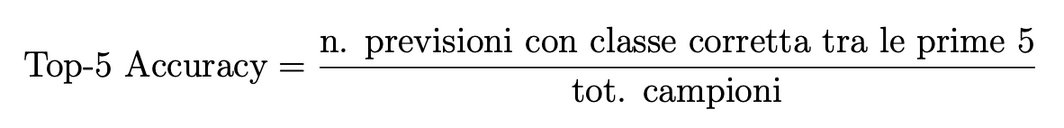 Top-5 Accuracy = n. previsioni con classe corretta tra le prime 5
tot. campioni